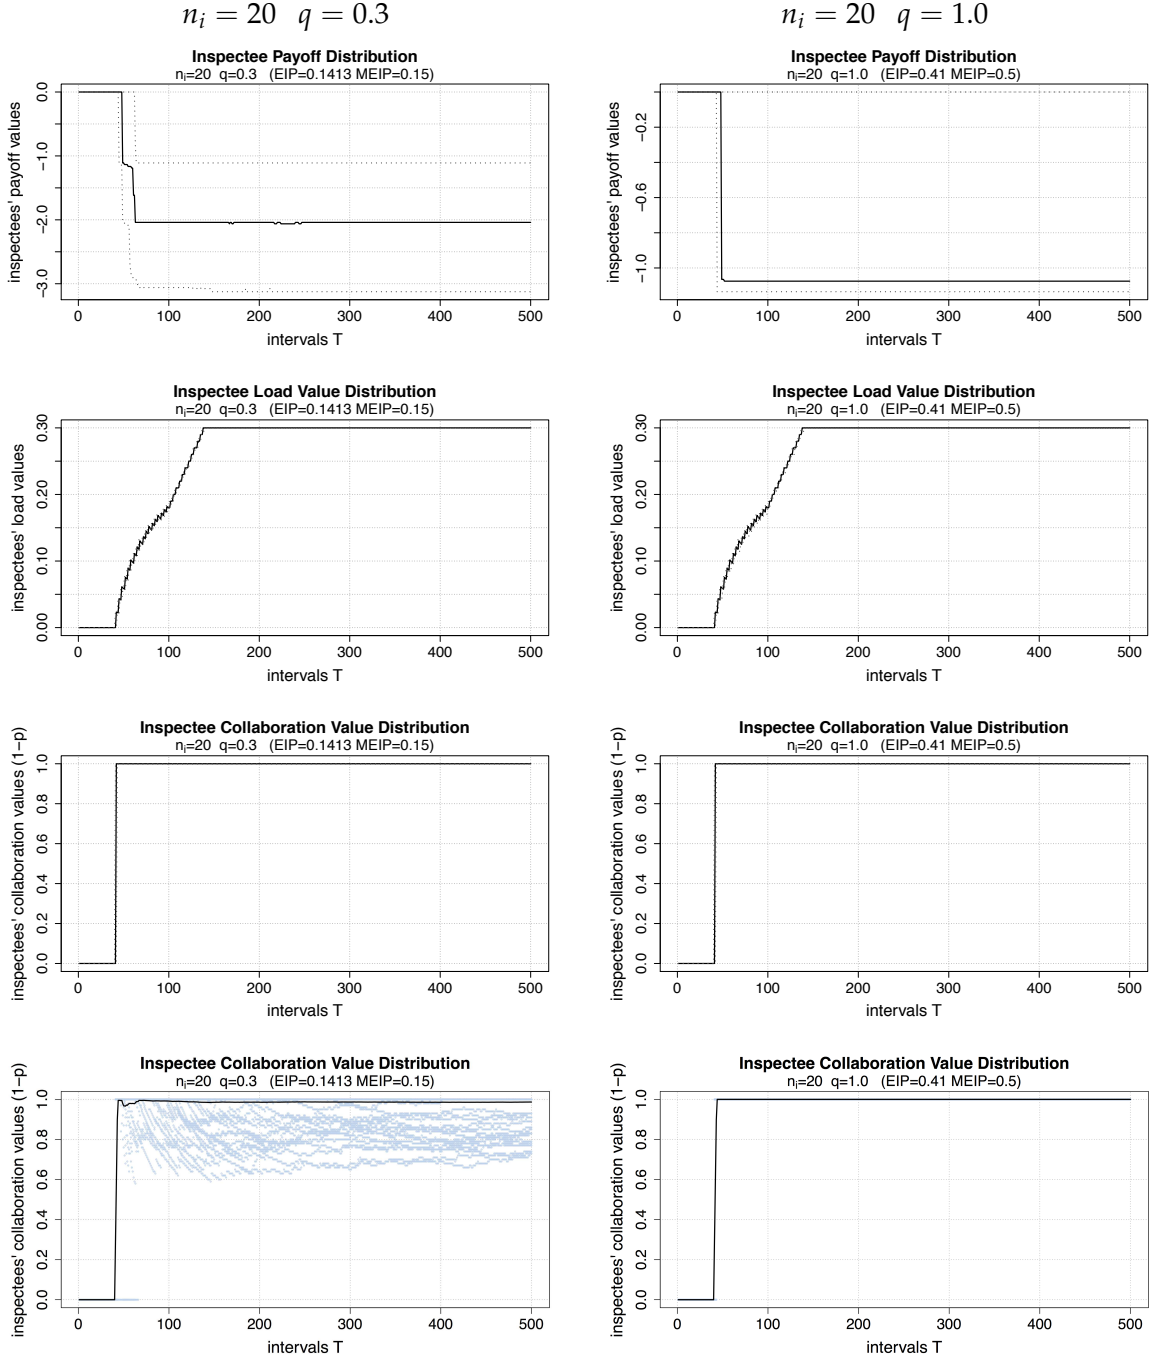 nᵢ = 20 q = 0.3
nᵢ = 20 q = 1.0
Inspectee Payoff Distribution
nᵢ=20 q=0.3 (EIP=0.1413 MEIP=0.15)
inspectees' payoff values
0.0
−1.0
−2.0
−3.0
0 100 200 300 400 500
intervals T
Inspectee Payoff Distribution
nᵢ=20 q=1.0 (EIP=0.41 MEIP=0.5)
inspectees' payoff values
−0.2
−0.6
−1.0
0 100 200 300 400 500
intervals T
Inspectee Load Value Distribution
nᵢ=20 q=0.3 (EIP=0.1413 MEIP=0.15)
inspectees' load values
0.30
0.20
0.10
0.00
0 100 200 300 400 500
intervals T
Inspectee Load Value Distribution
nᵢ=20 q=1.0 (EIP=0.41 MEIP=0.5)
inspectees' load values
0.30
0.20
0.10
0.00
0 100 200 300 400 500
intervals T
Inspectee Collaboration Value Distribution
nᵢ=20 q=0.3 (EIP=0.1413 MEIP=0.15)
inspectees' collaboration values (1−p)
1.0
0.8
0.6
0.4
0.2
0.0
0 100 200 300 400 500
intervals T
Inspectee Collaboration Value Distribution
nᵢ=20 q=1.0 (EIP=0.41 MEIP=0.5)
inspectees' collaboration values (1−p)
1.0
0.8
0.6
0.4
0.2
0.0
0 100 200 300 400 500
intervals T
Inspectee Collaboration Value Distribution
nᵢ=20 q=0.3 (EIP=0.1413 MEIP=0.15)
inspectees' collaboration values (1−p)
1.0
0.8
0.6
0.4
0.2
0.0
0 100 200 300 400 500
intervals T
Inspectee Collaboration Value Distribution
nᵢ=20 q=1.0 (EIP=0.41 MEIP=0.5)
inspectees' collaboration values (1−p)
1.0
0.8
0.6
0.4
0.2
0.0
0 100 200 300 400 500
intervals T